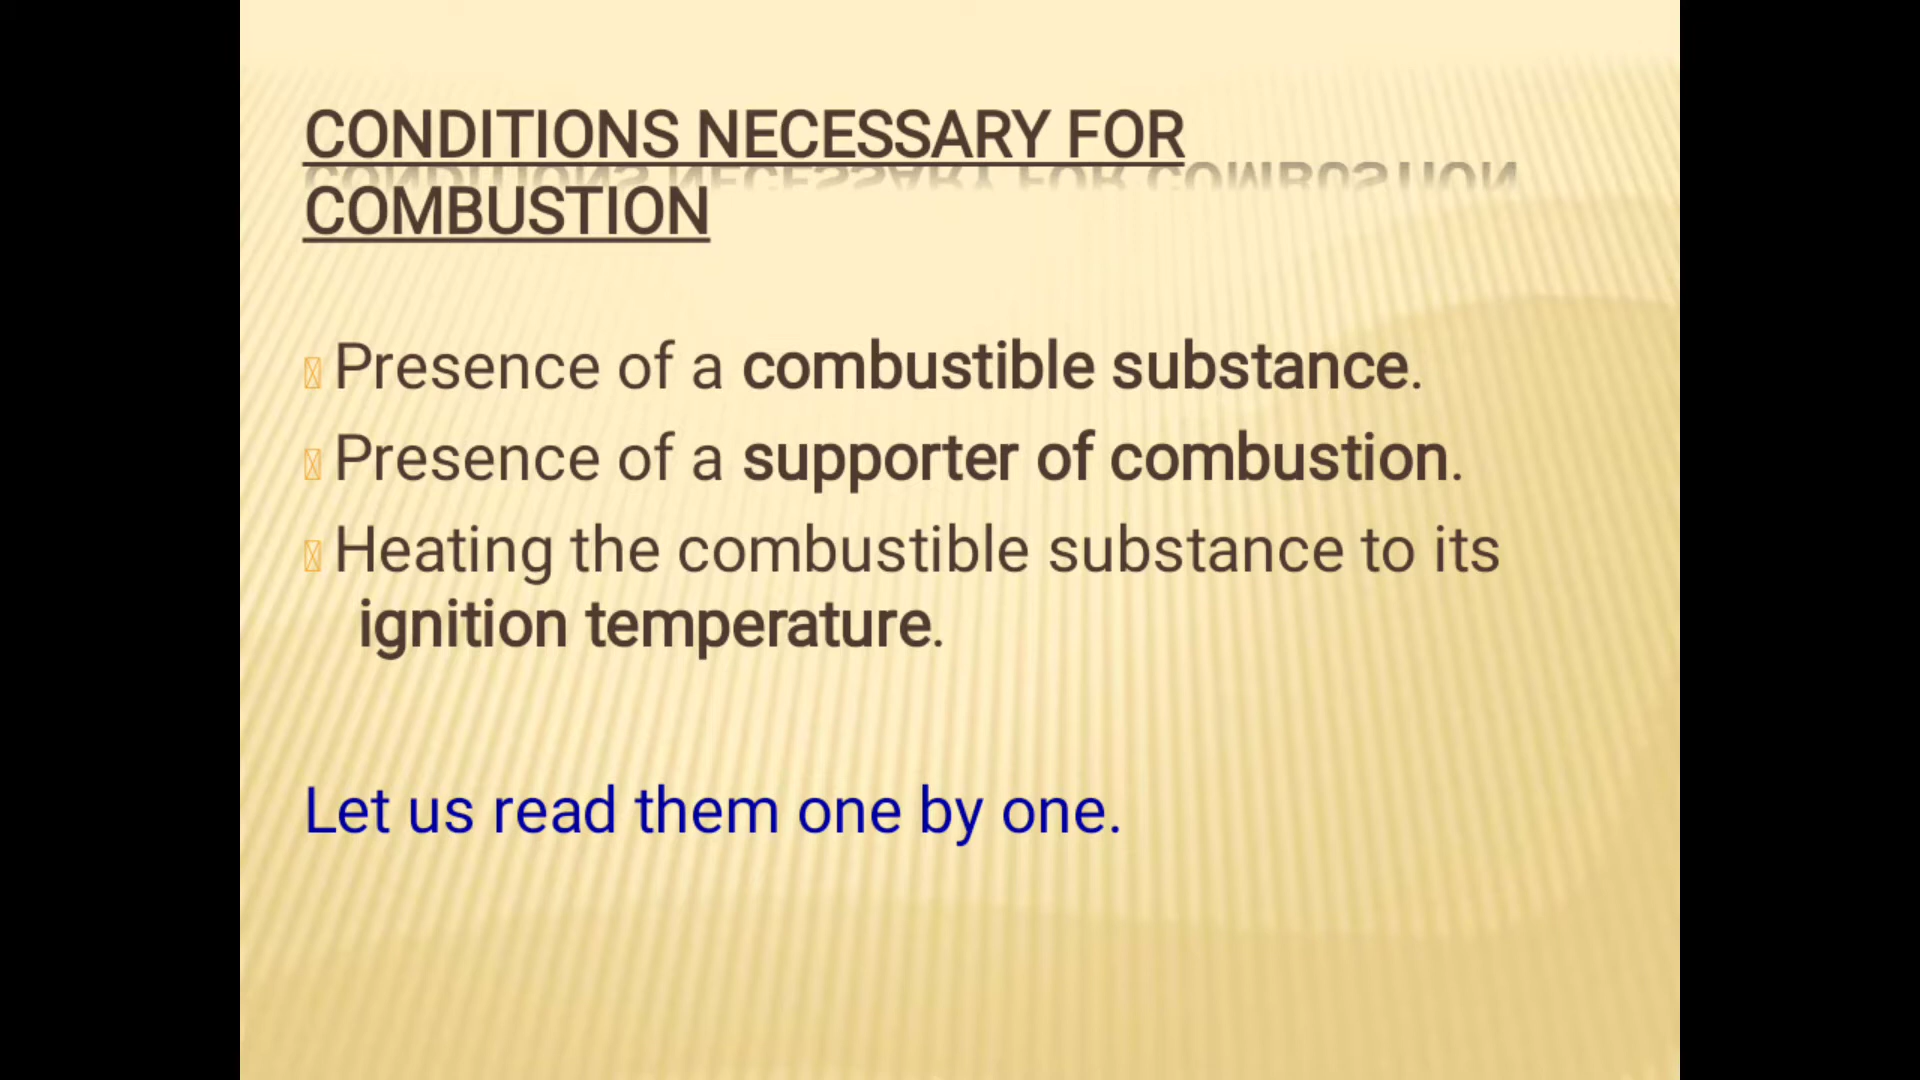 CONDITIONS NECESSARY FOR
COMBUSTION
Presence of a combustible substance.
Presence of a supporter of combustion.
Heating the combustible substance to its
ignition temperature.
Let us read them one by one.